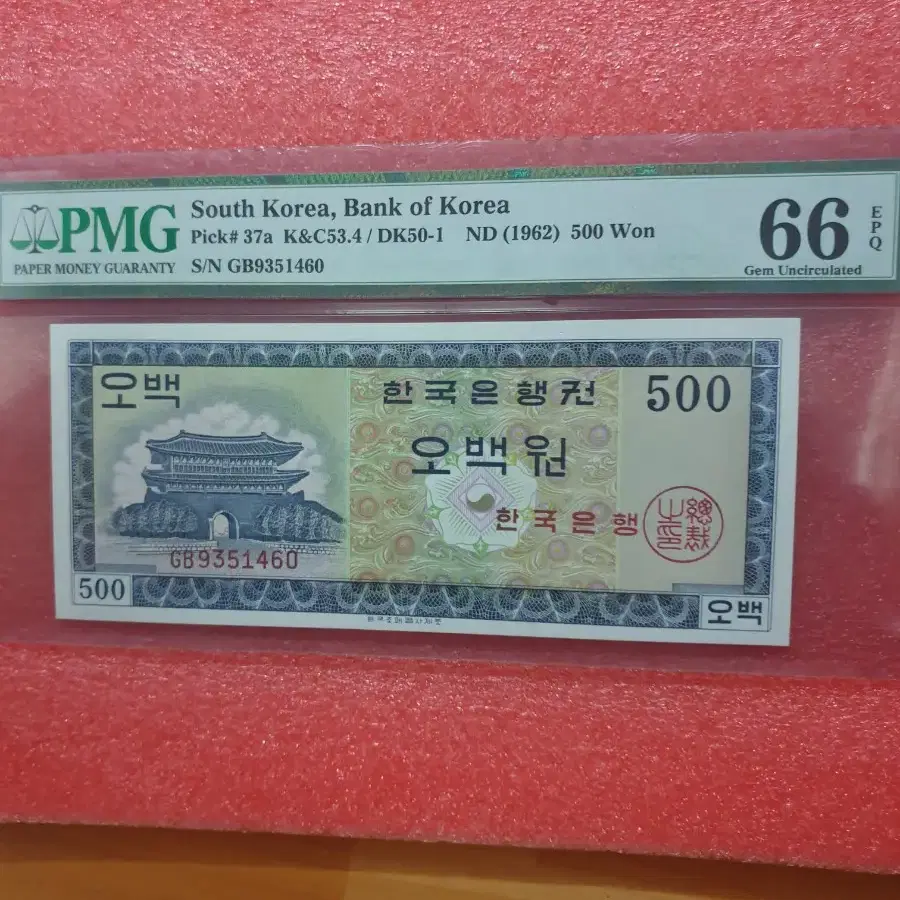 PMG
PAPER MONEY GUARANTY
South Korea, Bank of Korea
Pick# 37a K&C53.4 / DK50-1 ND (1962) 500 Won
S/N GB9351460
66 EPQ
Gem Uncirculated
오백
한국은행권
500
오백원
한국은행
GB9351460
500
오백